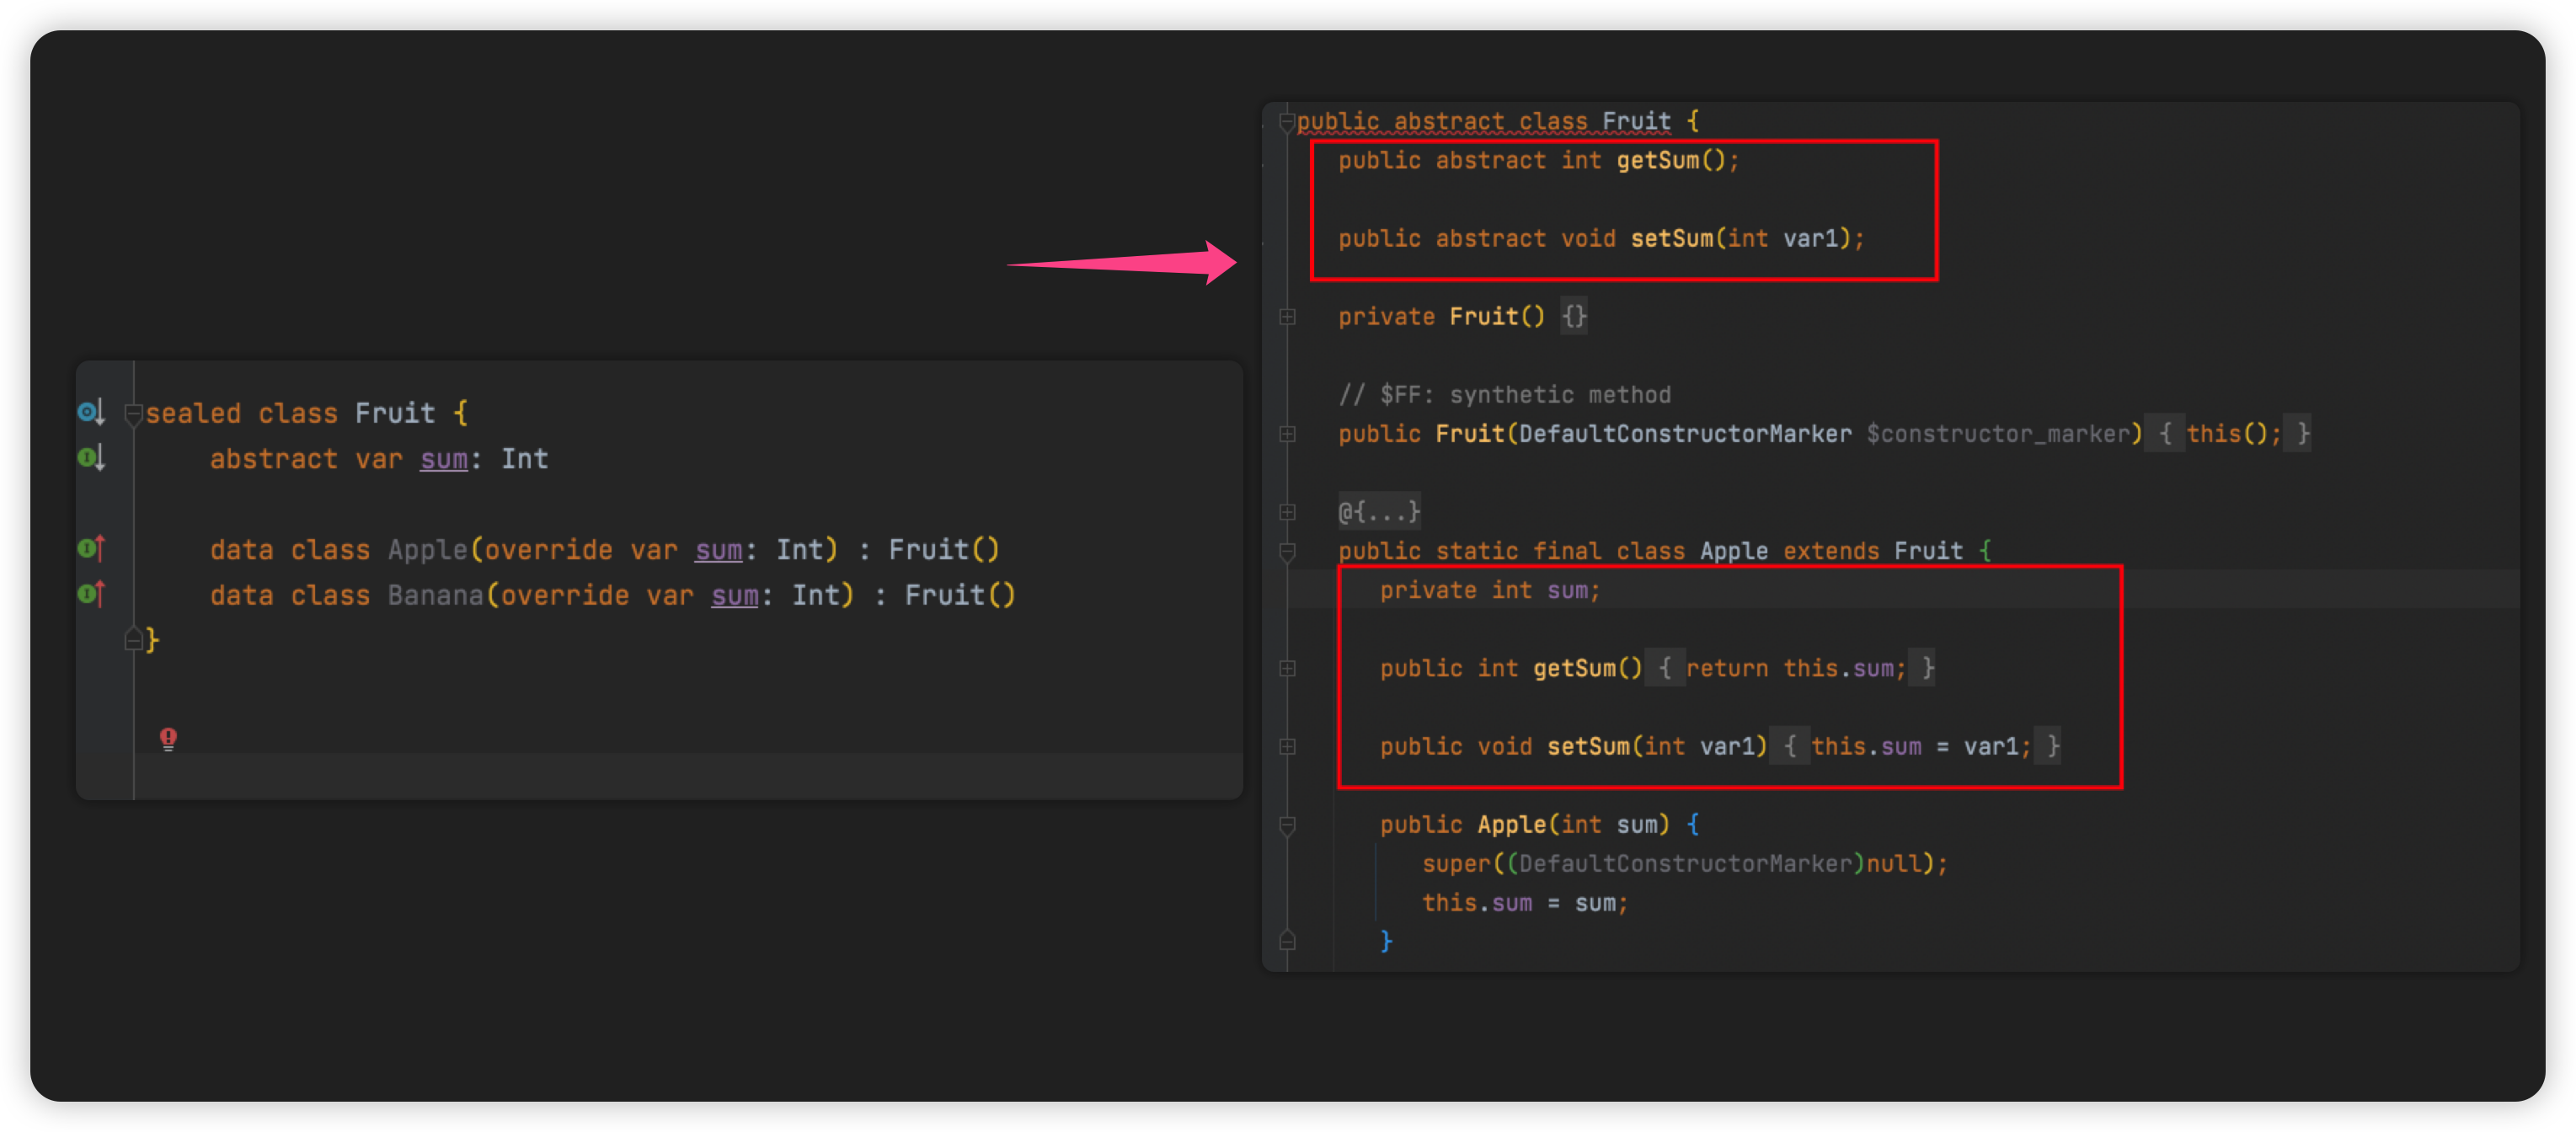 sealed class Fruit {
abstract var sum: Int
data class Apple(override var sum: Int) : Fruit()
data class Banana(override var sum: Int) : Fruit()
}
public abstract class Fruit {
public abstract int getSum();
public abstract void setSum(int var1);
private Fruit() {}
// $FF: synthetic method
public Fruit(DefaultConstructorMarker $constructor_marker) { this(); }
@{...}
public static final class Apple extends Fruit {
private int sum;
public int getSum() { return this.sum; }
public void setSum(int var1) { this.sum = var1; }
public Apple(int sum) {
super((DefaultConstructorMarker)null);
this.sum = sum;
}